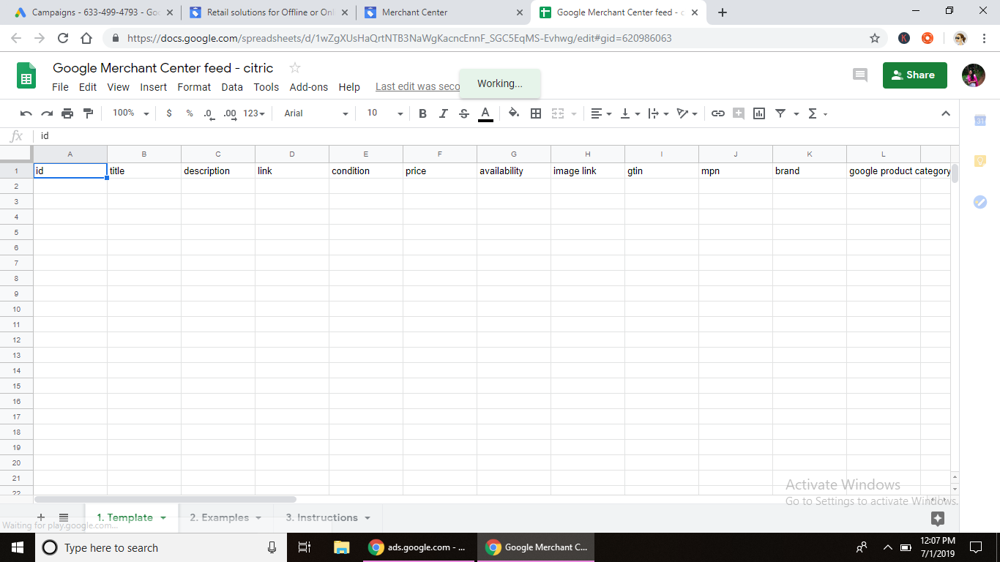 Campaigns - 633-499-4793 - Goo
Retail solutions for Offline or Onl
Merchant Center
Google Merchant Center feed - c
https://docs.google.com/spreadsheets/d/1wZgXUsHaQrtNTB3NaWgKacncEnnF_SGC5EqMS-Evhwg/edit#gid=620986063
K
Google Merchant Center feed - citric
File Edit View Insert Format Data Tools Add-ons Help Last edit was seco
Working...
Share
100% $ % .0 .00 123 Arial 10 B I S A Σ
31
fx id
A B C D E F G H I J K L
1 id title description link condition price availability image link gtin mpn brand google product category
2
3
4
5
6
7
8
9
10
11
12
13
14
15
16
17
18
19
20
21
22
Activate Windows
Go to Settings to activate Windows.
1. Template 2. Examples 3. Instructions
Waiting for play.google.com...
Type here to search
ads.google.com - ...
Google Merchant C...
12:07 PM
7/1/2019